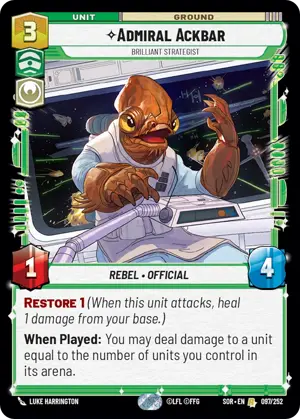 UNIT GROUND
3
✧ADMIRAL ACKBAR
BRILLIANT STRATEGIST
1
4
REBEL • OFFICIAL
RESTORE 1 (When this unit attacks, heal
1 damage from your base.)
When Played: You may deal damage to a unit
equal to the number of units you control in
its arena.
LUKE HARRINGTON ©LFL ©FFG SOR • EN R 097/252